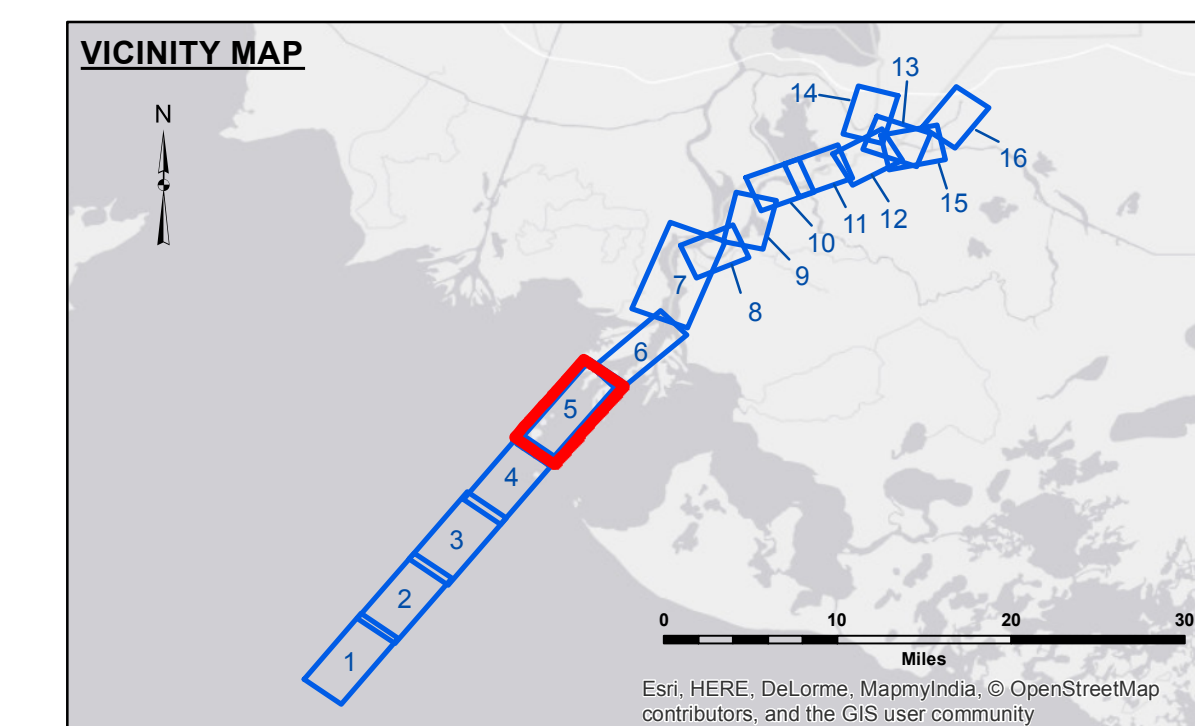 VICINITY MAP
N
13
14
16
15
12
11
10
9
8
7
6
5
4
3
2
1
0 10 20 30
Miles
Esri, HERE, DeLorme, MapmyIndia, © OpenStreetMap
contributors, and the GIS user community